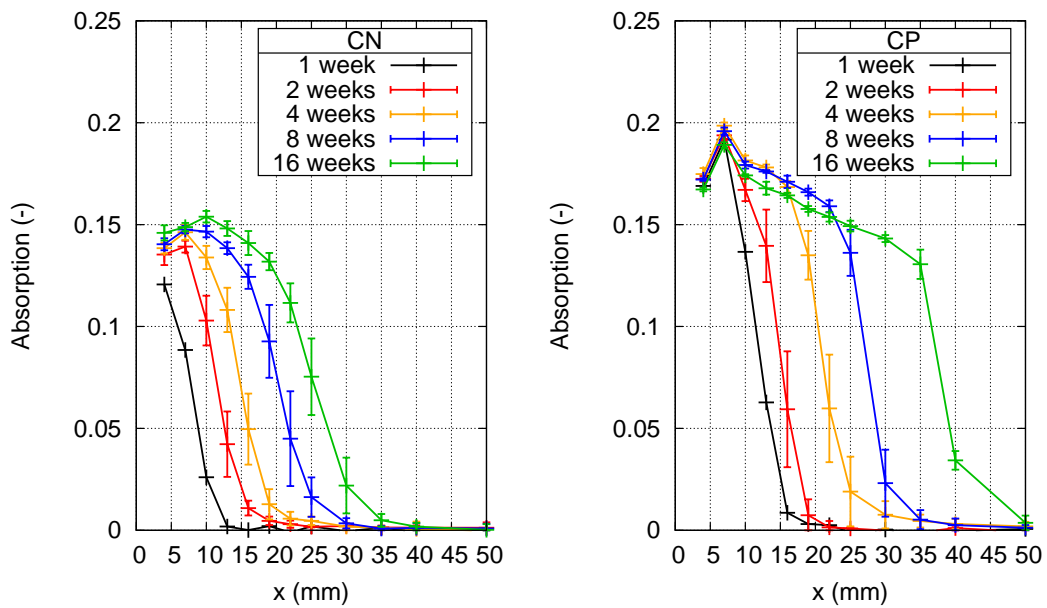 0.25
0.2
0.15
0.1
0.05
0
Absorption (-)
0 5 10 15 20 25 30 35 40 45 50
x (mm)
CN
1 week
2 weeks
4 weeks
8 weeks
16 weeks
0.25
0.2
0.15
0.1
0.05
0
Absorption (-)
0 5 10 15 20 25 30 35 40 45 50
x (mm)
CP
1 week
2 weeks
4 weeks
8 weeks
16 weeks